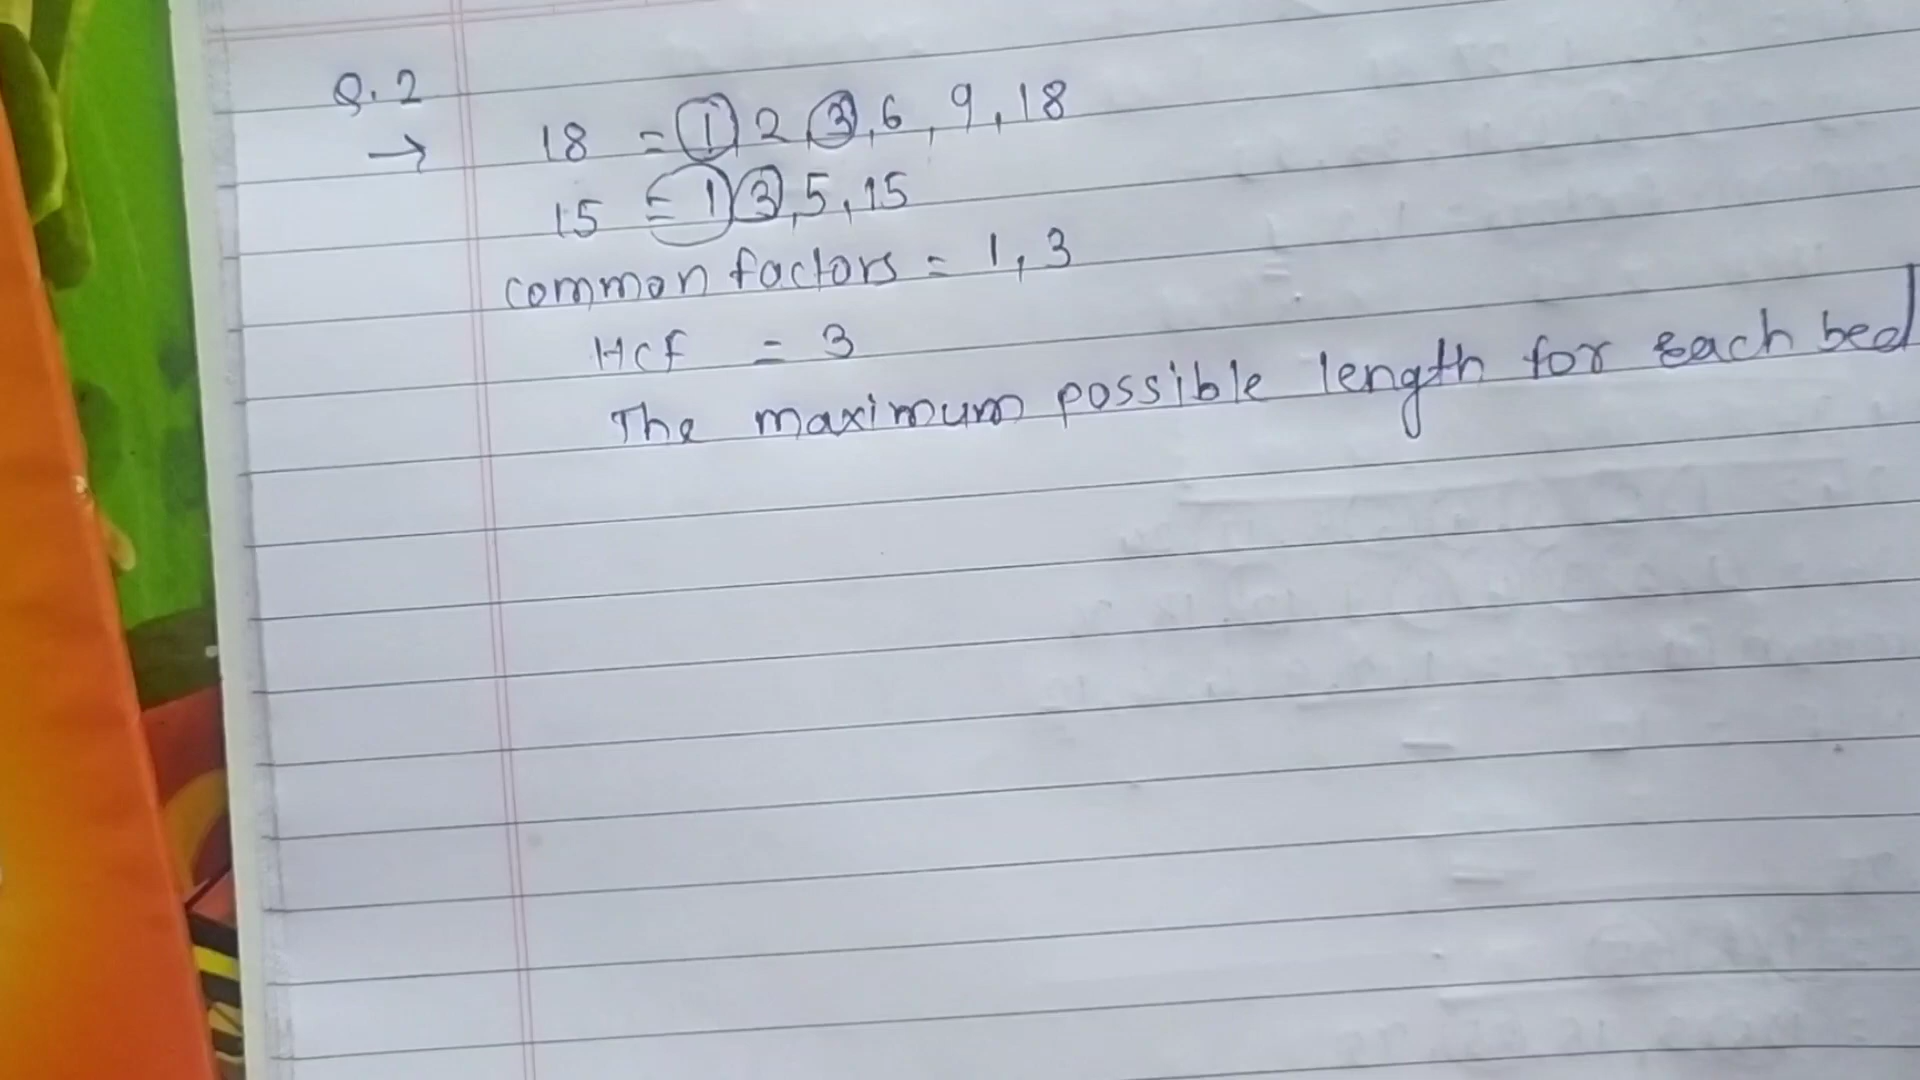 Q.2
→ 18 = 1, 2, 3, 6, 9, 18
15 = 1, 3, 5, 15
common factors = 1, 3
HCF = 3
The maximum possible length for each bed